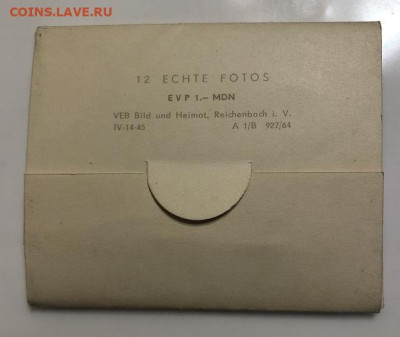 COINS.LAVE.RU
12 ECHTE FOTOS
EVP 1.– MDN
VEB Bild und Heimat, Reichenbach i. V.
IV-14-45 A 1/B 927/64